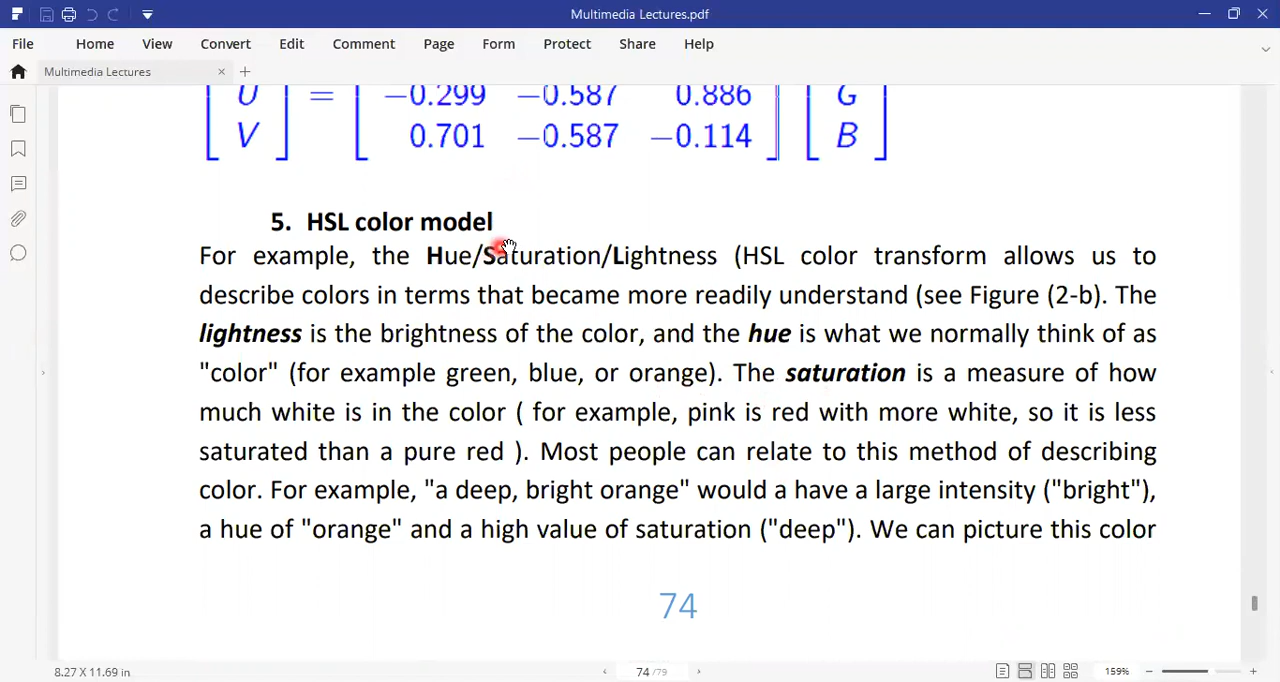 Multimedia Lectures.pdf
File Home View Convert Edit Comment Page Form Protect Share Help
Multimedia Lectures
U = −0.299 −0.587 0.886 G
V 0.701 −0.587 −0.114 B
5. HSL color model
For example, the Hue/Saturation/Lightness (HSL color transform allows us to
describe colors in terms that became more readily understand (see Figure (2-b). The
lightness is the brightness of the color, and the hue is what we normally think of as
"color" (for example green, blue, or orange). The saturation is a measure of how
much white is in the color ( for example, pink is red with more white, so it is less
saturated than a pure red ). Most people can relate to this method of describing
color. For example, "a deep, bright orange" would a have a large intensity ("bright"),
a hue of "orange" and a high value of saturation ("deep"). We can picture this color
74
8.27 X 11.69 in
74 /79
159%